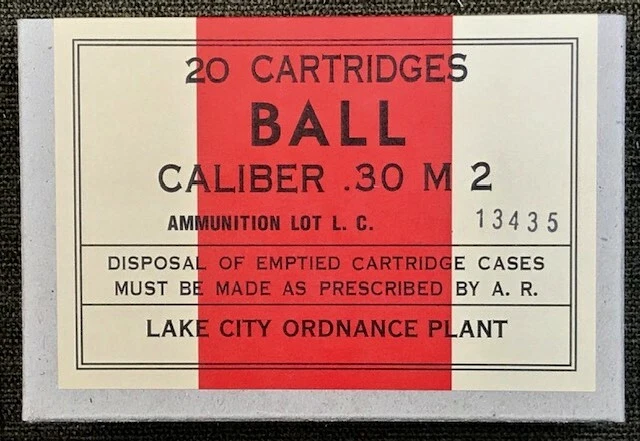 20 CARTRIDGES
BALL
CALIBER .30 M 2
AMMUNITION LOT L. C. 13435
DISPOSAL OF EMPTIED CARTRIDGE CASES
MUST BE MADE AS PRESCRIBED BY A. R.
LAKE CITY ORDNANCE PLANT